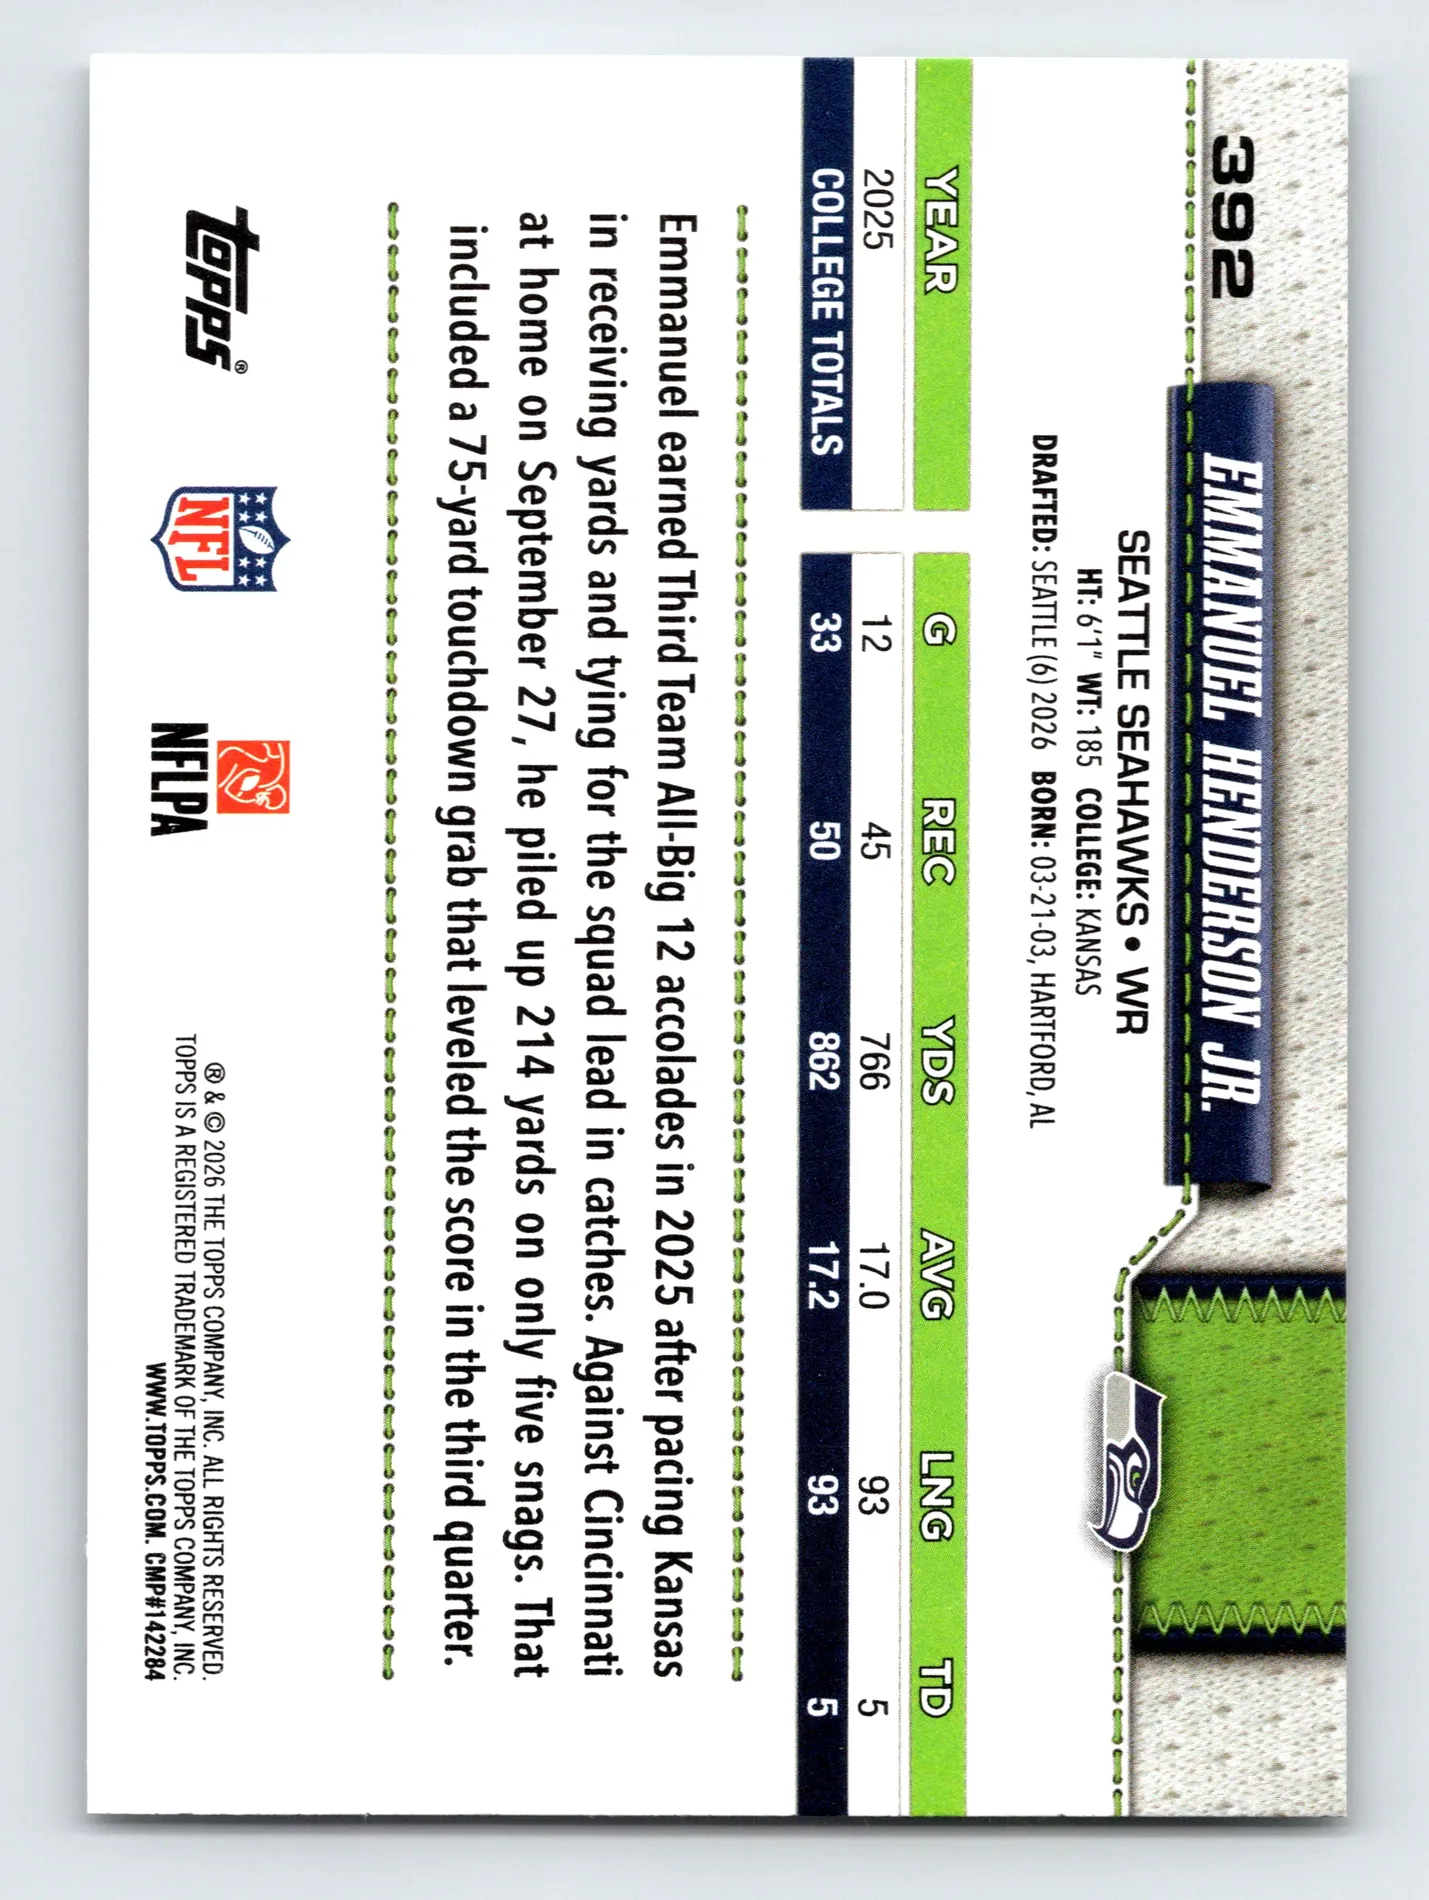 392
EMMANUEL HENDERSON JR.
SEATTLE SEAHAWKS • WR
HT: 6'1" WT: 185 COLLEGE: KANSAS
DRAFTED: SEATTLE (6) 2026 BORN: 03-21-03, HARTFORD, AL
YEAR G REC YDS AVG LNG TD
2025 12 45 766 17.0 93 5
COLLEGE TOTALS 33 50 862 17.2 93 5
Emmanuel earned Third Team All-Big 12 accolades in 2025 after pacing Kansas
in receiving yards and tying for the squad lead in catches. Against Cincinnati
at home on September 27, he piled up 214 yards on only five snags. That
included a 75-yard touchdown grab that leveled the score in the third quarter.
topps®
NFL
NFLPA
® & © 2026 THE TOPPS COMPANY, INC. ALL RIGHTS RESERVED.
TOPPS IS A REGISTERED TRADEMARK OF THE TOPPS COMPANY, INC.
WWW.TOPPS.COM. CMP#142284